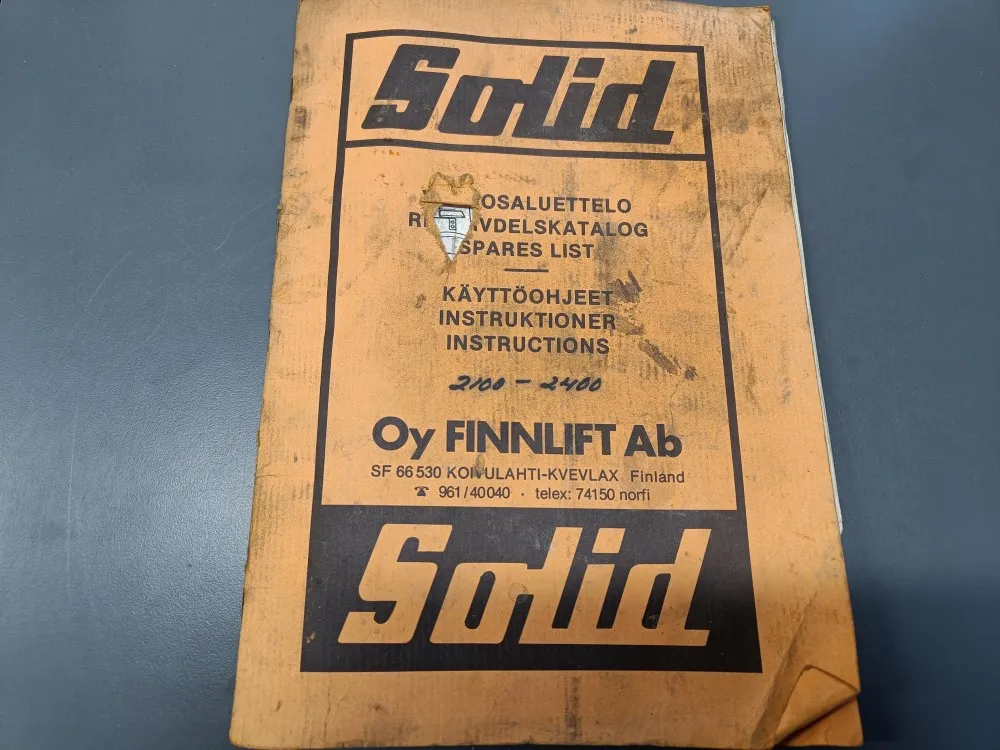 Solid
OSALUETTELO
VDELSKATALOG
SPARES LIST
KÄYTTÖOHJEET
INSTRUKTIONER
INSTRUCTIONS
2100 - 2400
Oy FINNLIFT Ab
SF 66 530 KOIVULAHTI-KVEVLAX Finland
☎ 961/40040 · telex: 74150 norfi
Solid